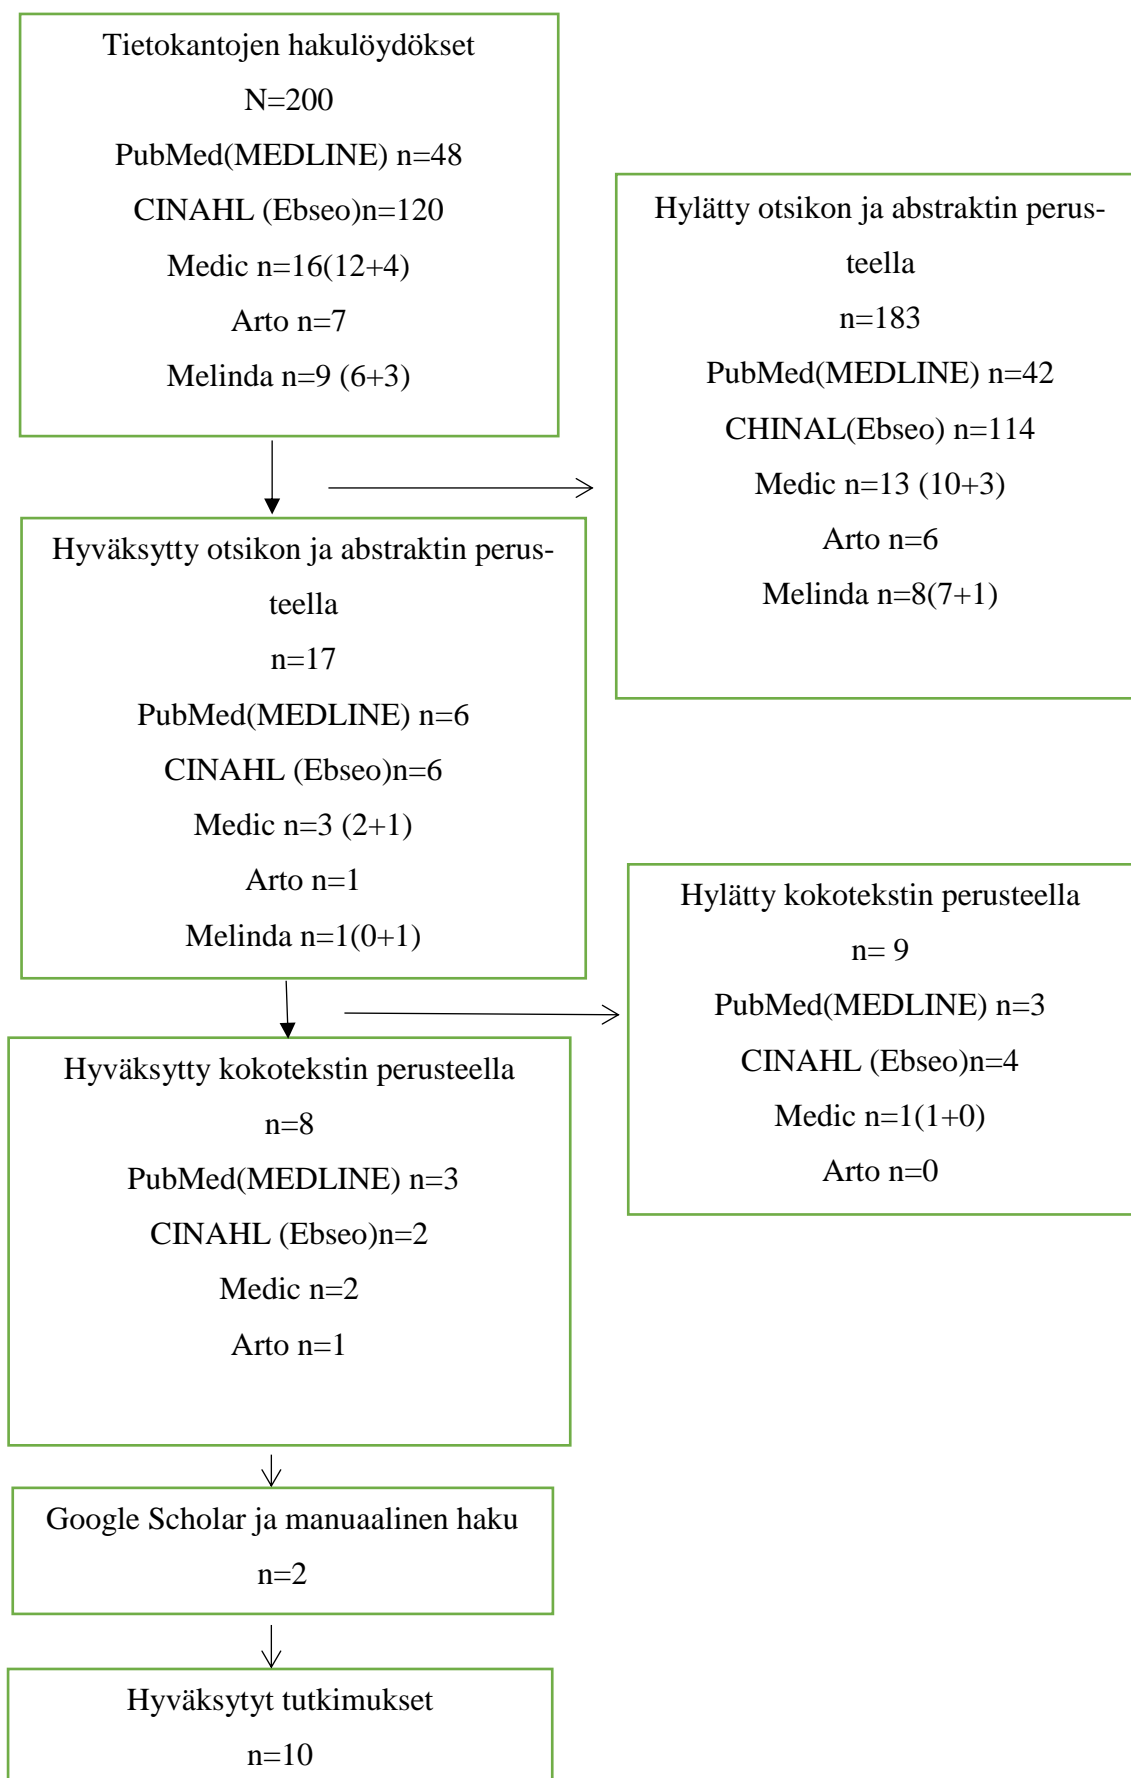 Tietokantojen hakulöydökset
N=200
PubMed(MEDLINE) n=48
CINAHL (Ebseo)n=120
Medic n=16(12+4)
Arto n=7
Melinda n=9 (6+3)
Hylätty otsikon ja abstraktin perus-
teella
n=183
PubMed(MEDLINE) n=42
CHINAL(Ebseo) n=114
Medic n=13 (10+3)
Arto n=6
Melinda n=8(7+1)
Hyväksytty otsikon ja abstraktin perus-
teella
n=17
PubMed(MEDLINE) n=6
CINAHL (Ebseo)n=6
Medic n=3 (2+1)
Arto n=1
Melinda n=1(0+1)
Hylätty kokotekstin perusteella
n= 9
PubMed(MEDLINE) n=3
CINAHL (Ebseo)n=4
Medic n=1(1+0)
Arto n=0
Hyväksytty kokotekstin perusteella
n=8
PubMed(MEDLINE) n=3
CINAHL (Ebseo)n=2
Medic n=2
Arto n=1
Google Scholar ja manuaalinen haku
n=2
Hyväksytyt tutkimukset
n=10